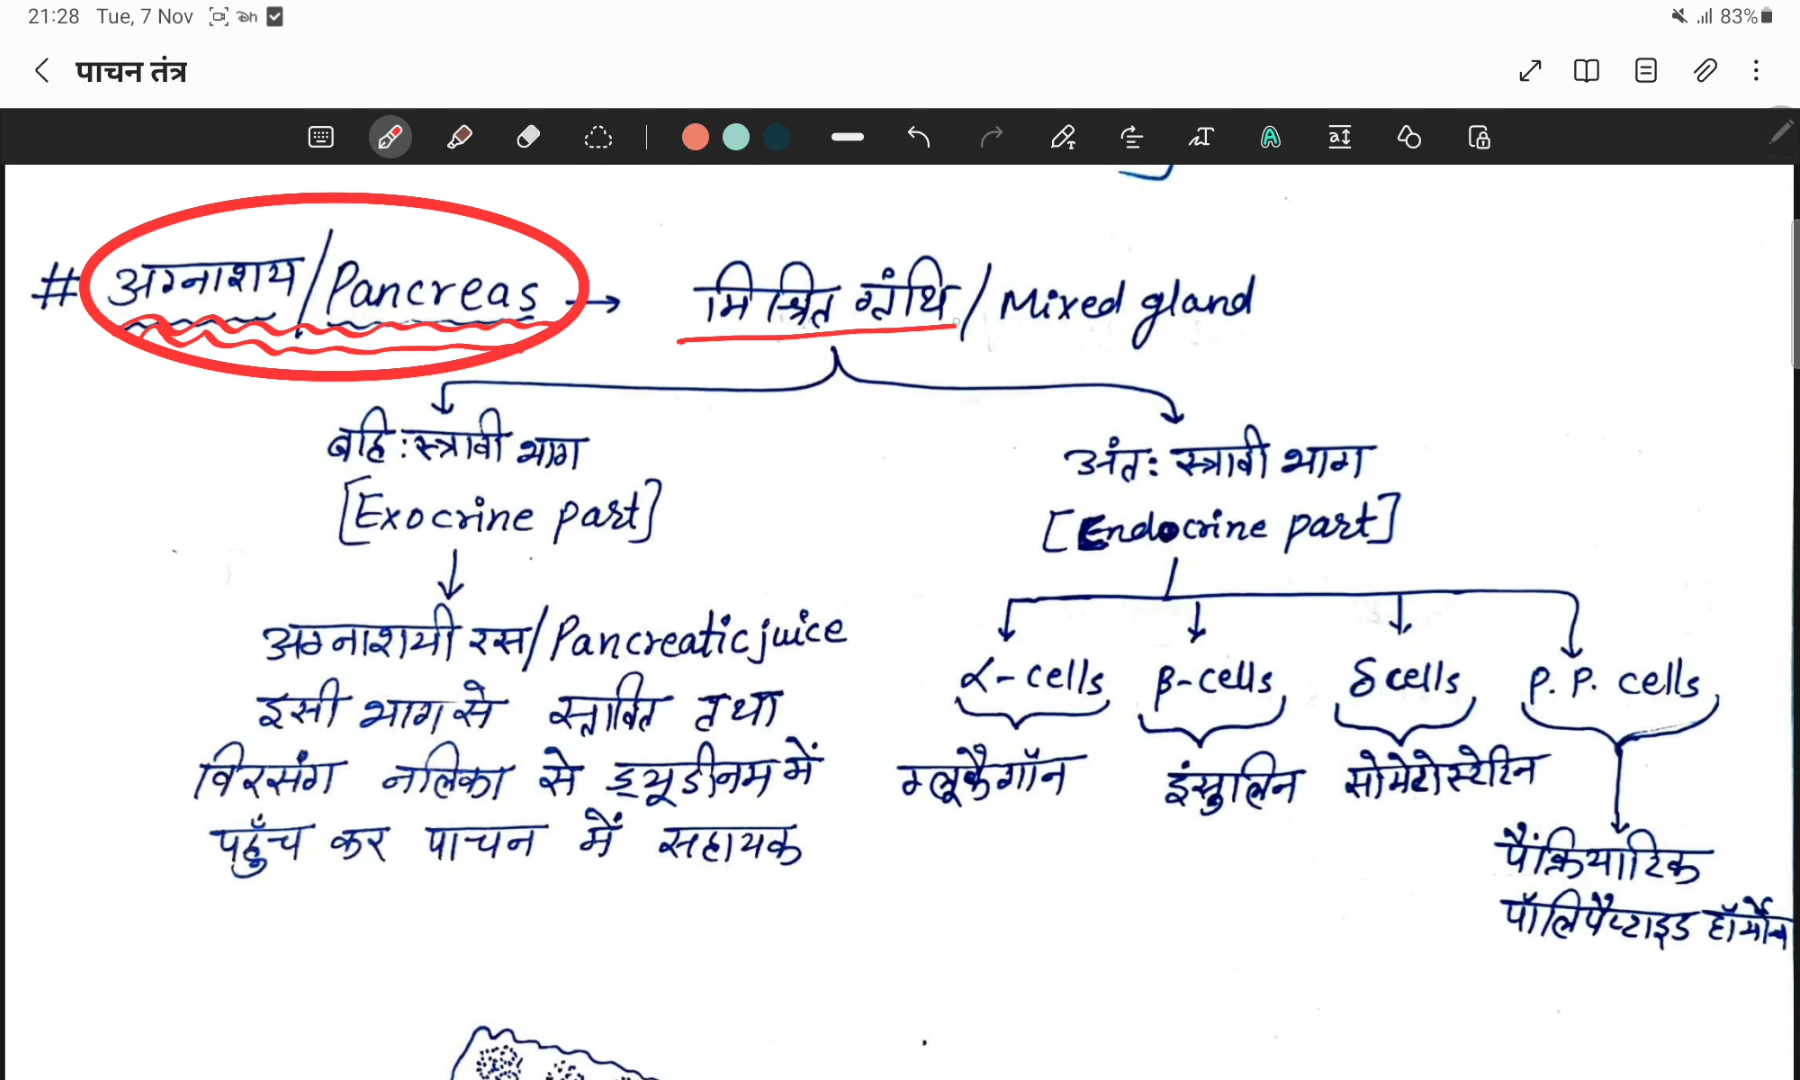 21:28 Tue, 7 Nov
83%
पाचन तंत्र
# अग्नाशय/Pancreas → मिश्रित ग्रंथि/Mixed gland
बहि:स्त्रावी भाग
[Exocrine part]
अंत: स्त्रावी भाग
[Endocrine part]
अग्नाशयी रस/Pancreatic juice
इसी भाग से स्त्रावित तथा
विरसंग नलिका से ड्यूडीनम में
पहुँच कर पाचन में सहायक
α-cells β-cells δ cells P.P. cells
ग्लूकैगॉन इंसुलिन सोमेटोस्टेटिन
पैंक्रियाटिक
पॉलिपैप्टाइड हॉर्मोन